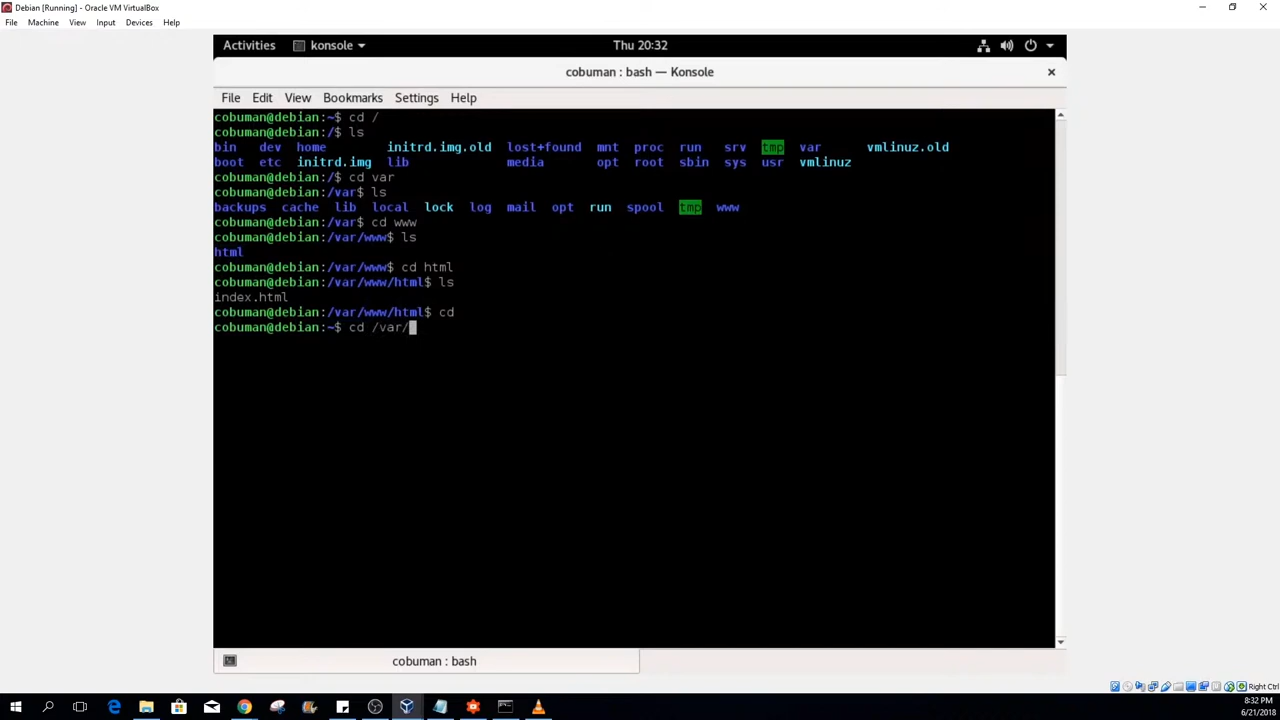 Debian [Running] - Oracle VM VirtualBox
File Machine View Input Devices Help
Activities konsole Thu 20:32
cobuman : bash — Konsole
File Edit View Bookmarks Settings Help
cobuman@debian:~$ cd /
cobuman@debian:/$ ls
bin dev home initrd.img.old lost+found mnt proc run srv tmp var vmlinuz.old
boot etc initrd.img lib media opt root sbin sys usr vmlinuz
cobuman@debian:/$ cd var
cobuman@debian:/var$ ls
backups cache lib local lock log mail opt run spool tmp www
cobuman@debian:/var$ cd www
cobuman@debian:/var/www$ ls
html
cobuman@debian:/var/www$ cd html
cobuman@debian:/var/www/html$ ls
index.html
cobuman@debian:/var/www/html$ cd
cobuman@debian:~$ cd /var/
cobuman : bash
Right Ctrl
8:32 PM
6/21/2018